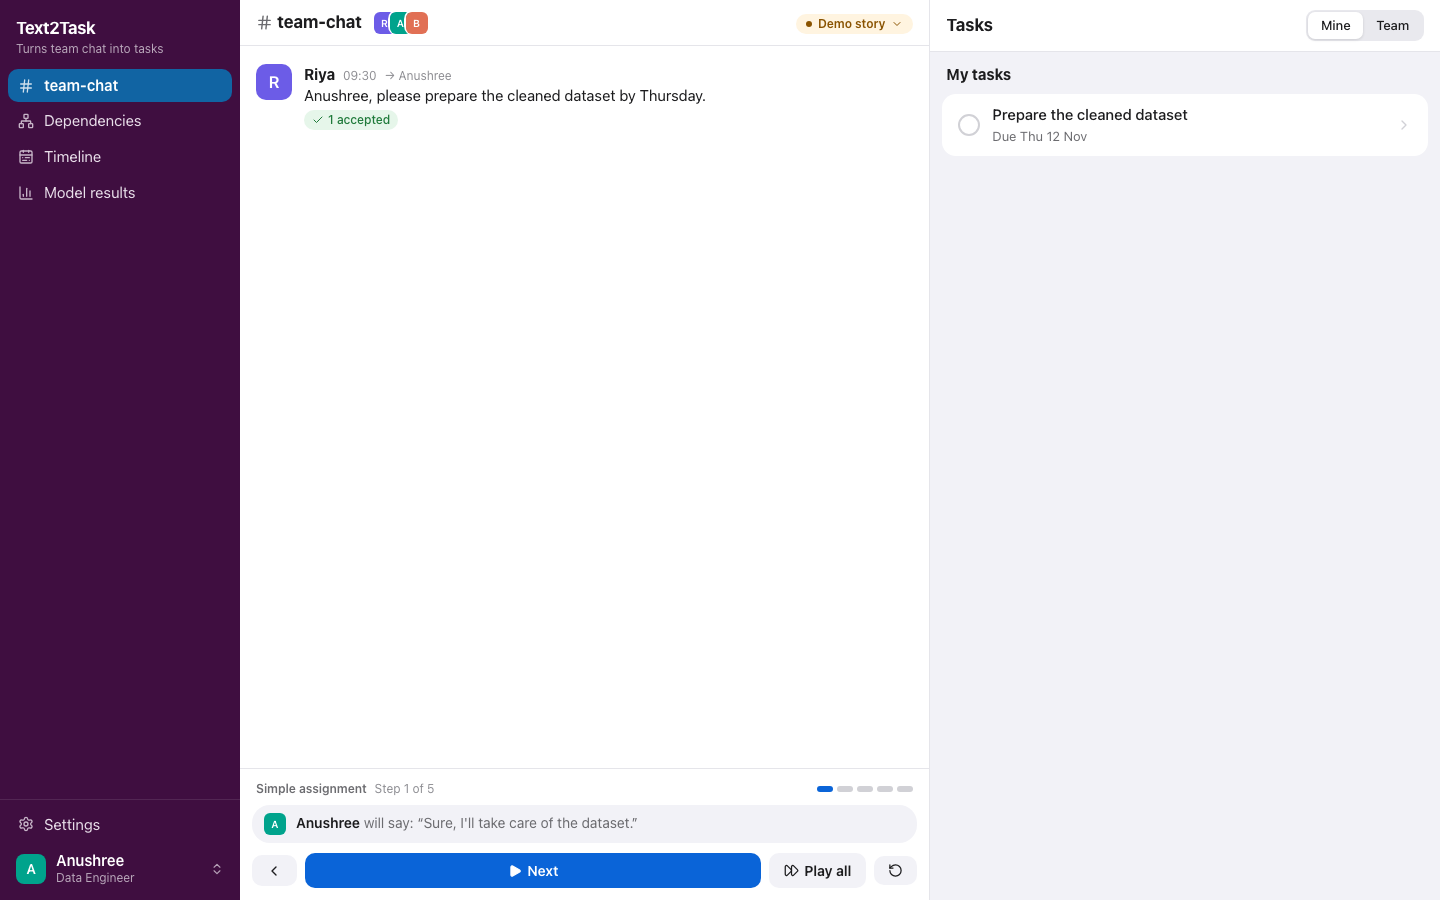 Text2Task
Turns team chat into tasks
team-chat
Dependencies
Timeline
Model results
Settings
A
Anushree
Data Engineer
# team-chat
R
A
B
Demo story
R
Riya 09:30 → Anushree
Anushree, please prepare the cleaned dataset by Thursday.
1 accepted
Simple assignment Step 1 of 5
A
Anushree will say: “Sure, I'll take care of the dataset.”
Next
Play all
Tasks
Mine
Team
My tasks
Prepare the cleaned dataset
Due Thu 12 Nov